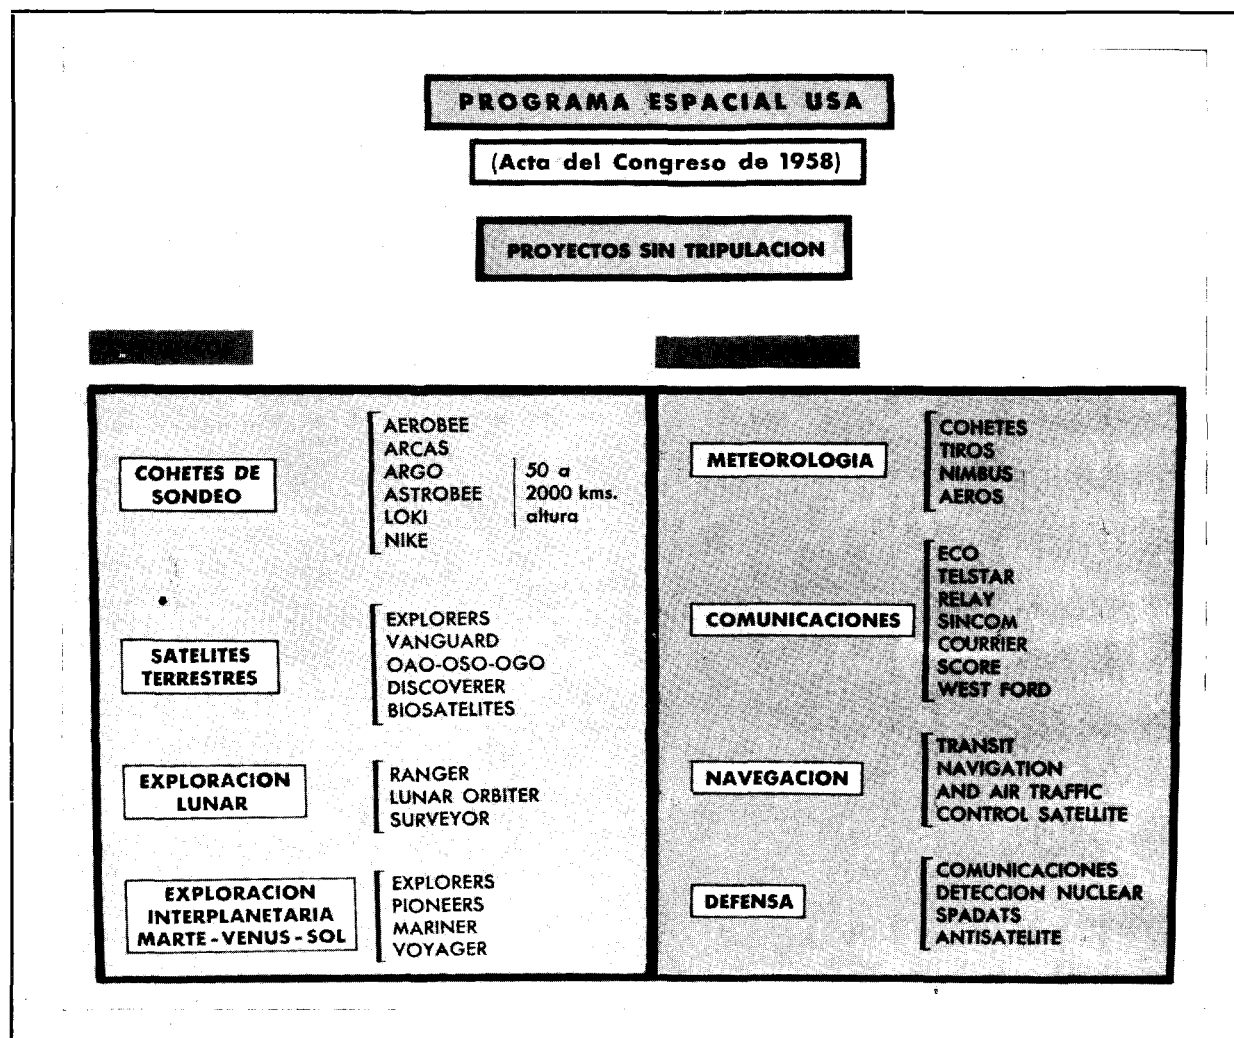 PROGRAMA ESPACIAL USA
(Acta del Congreso de 1958)
PROYECTOS SIN TRIPULACION
COHETES DE
SONDEO
AEROBEE
ARCAS
ARGO
ASTROBEE
LOKI
NIKE
50 a
2000 kms.
altura
SATELITES
TERRESTRES
EXPLORERS
VANGUARD
OAO-OSO-OGO
DISCOVERER
BIOSATELITES
EXPLORACION
LUNAR
RANGER
LUNAR ORBITER
SURVEYOR
EXPLORACION
INTERPLANETARIA
MARTE-VENUS-SOL
EXPLORERS
PIONEERS
MARINER
VOYAGER
METEOROLOGIA
COHETES
TIROS
NIMBUS
AEROS
COMUNICACIONES
ECO
TELSTAR
RELAY
SINCOM
COURRIER
SCORE
WEST FORD
NAVEGACION
TRANSIT
NAVIGATION
AND AIR TRAFFIC
CONTROL SATELLITE
DEFENSA
COMUNICACIONES
DETECCION NUCLEAR
SPADATS
ANTISATELITE